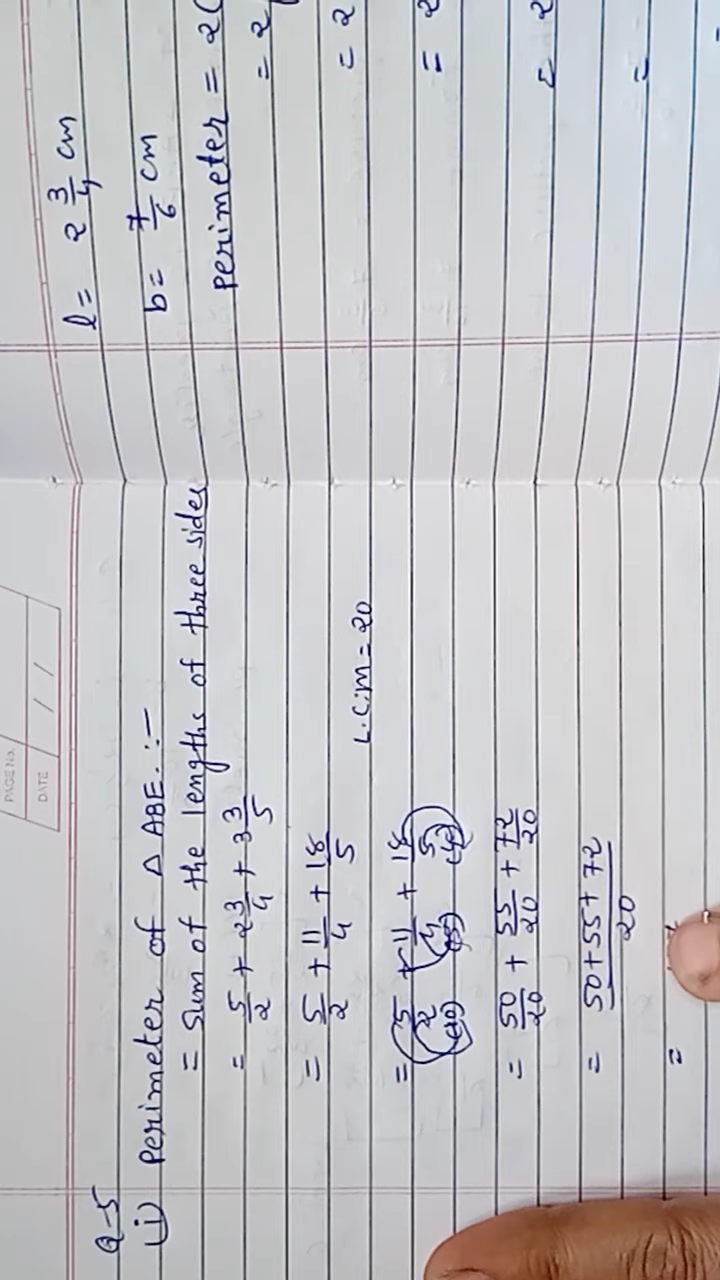 PAGE No.
DATE / /
Q-5
(i) Perimeter of △ ABE. :-
= Sum of the lengths of three sides
= 5/2 + 2 3/4 + 3 3/5
= 5/2 + 11/4 + 18/5
L.C.M = 20
= 5/2 + 11/4 + 18/5
(10) (5) (4)
= 50/20 + 55/20 + 72/20
= 50+55+72/20
=
l = 2 3/4 cm
b = 7/6 cm
Perimeter = 2(
= 2
= 2
= 2
= 2
=